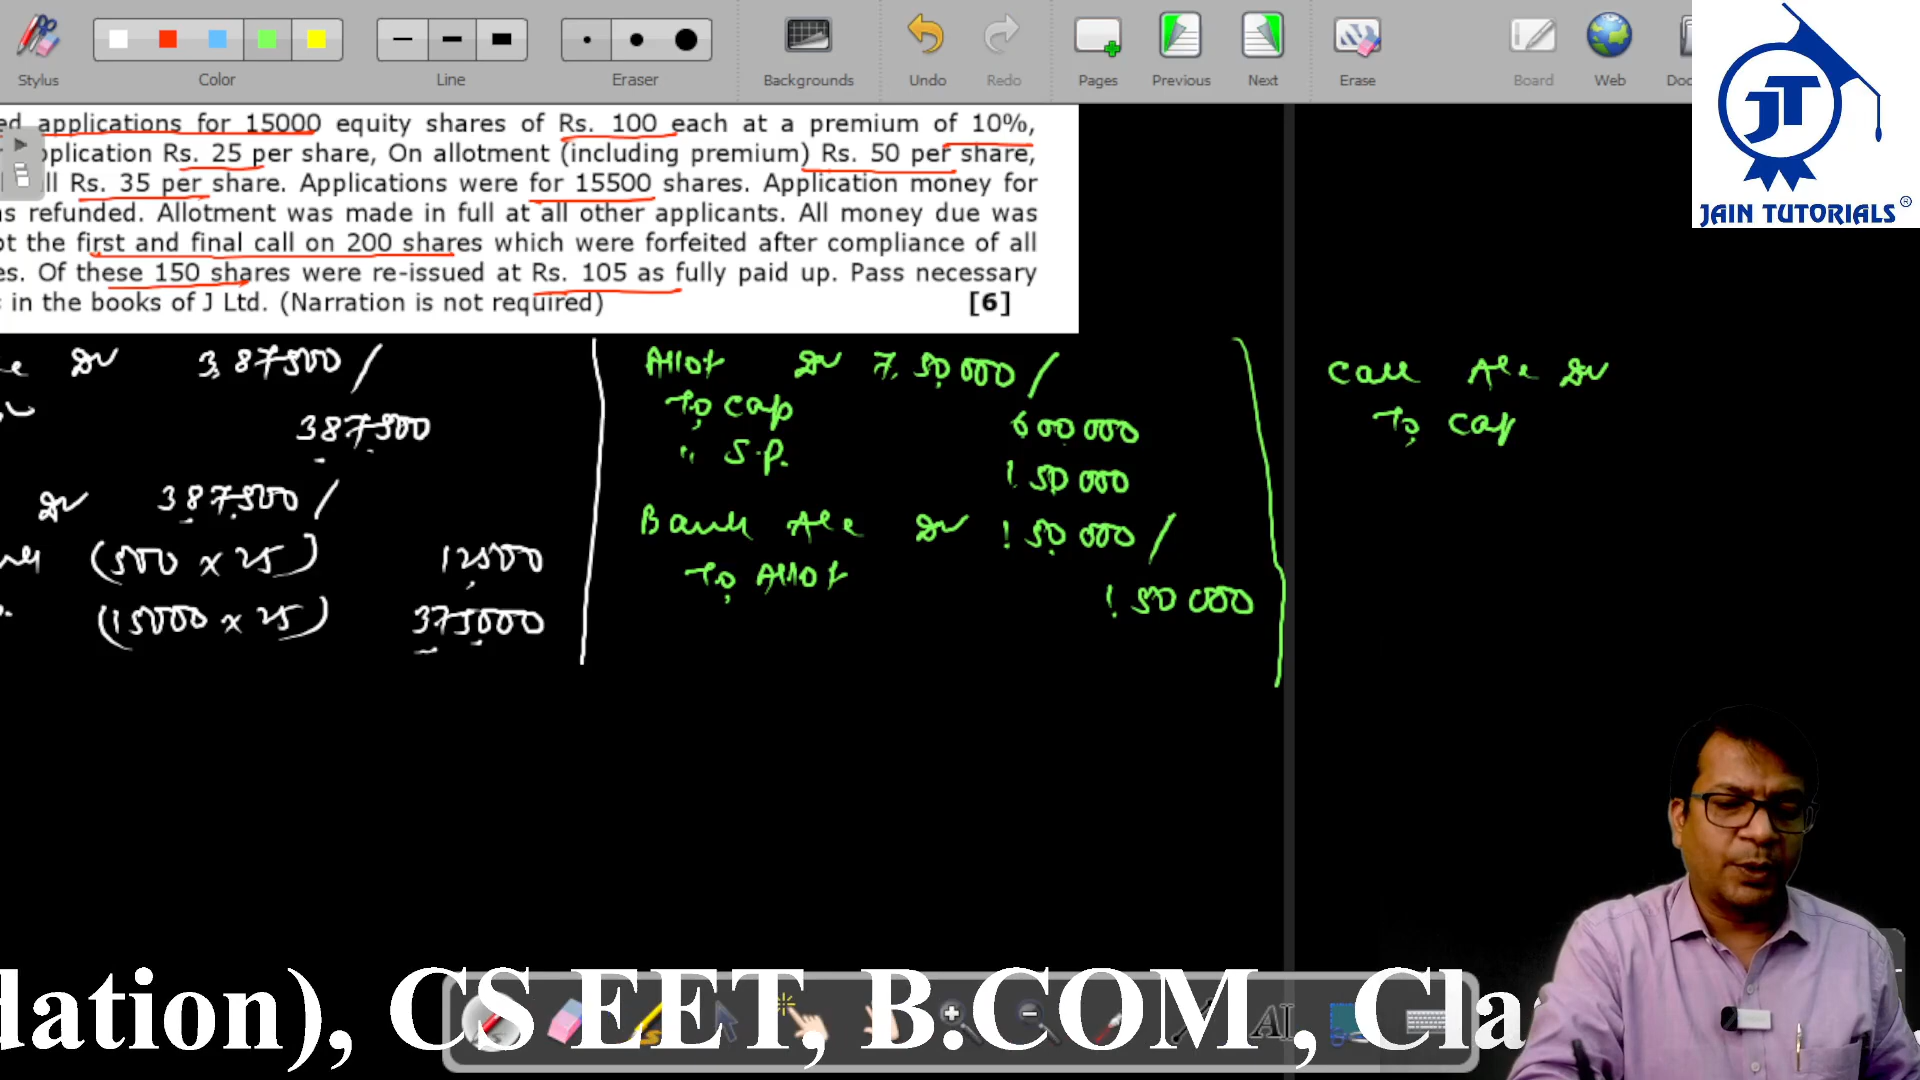 Stylus
Color
Line
Eraser
Backgrounds
Undo
Redo
Pages
Previous
Next
Erase
Board
Web
JT
JAIN TUTORIALS®
ed applications for 15000 equity shares of Rs. 100 each at a premium of 10%,
pplication Rs. 25 per share, On allotment (including premium) Rs. 50 per share,
ll Rs. 35 per share. Applications were for 15500 shares. Application money for
as refunded. Allotment was made in full at all other applicants. All money due was
pt the first and final call on 200 shares which were forfeited after compliance of all
es. Of these 150 shares were re-issued at Rs. 105 as fully paid up. Pass necessary
s in the books of J Ltd. (Narration is not required) [6]
Dr 3,87500/
387500
Dr 387500/
(500 x 25) 12500
(15000 x 25) 375000
Allot Dr 7,50000/
To cap 600000
" S.P. 150000
Bank A/c Dr 150000/
To Allot 150000
Call A/c Dr
To Cap
dation), CS EET, B.COM, Cla